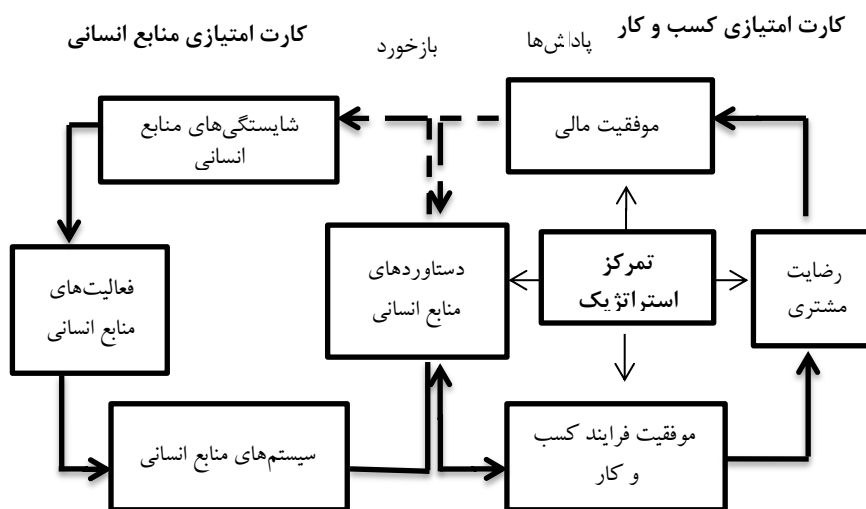 کارت امتیازی کسب و کار
کارت امتیازی منابع انسانی
پاداش‌ها
بازخورد
موفقیت مالی
شایستگی‌های منابع
انسانی
رضایت
مشتری
تمرکز
استراتژیک
دستاوردهای
منابع انسانی
فعالیت‌های
منابع انسانی
موفقیت فرایند کسب
و کار
سیستم‌های منابع انسانی